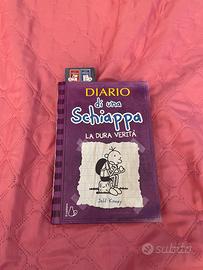 DIARIO
di una
Schiappa
LA DURA VERITÀ
Jeff Kinney
subito